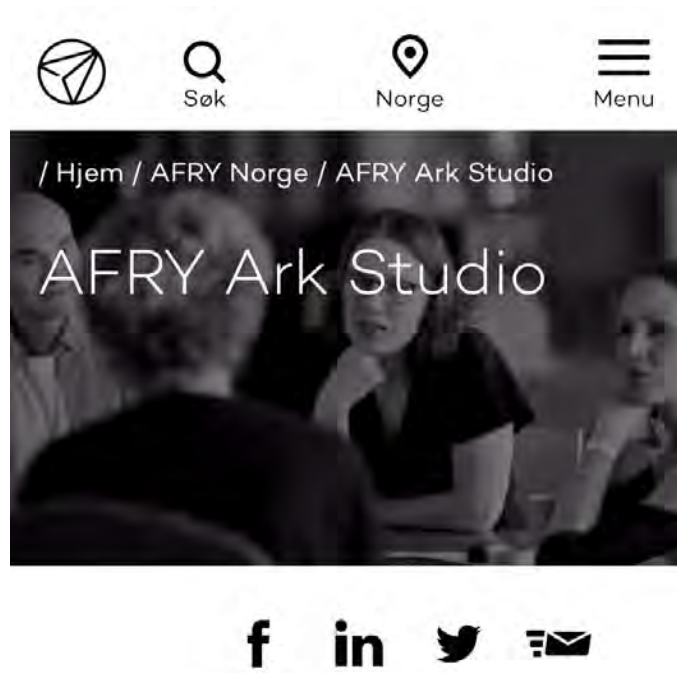 Søk
Norge
Menu
/ Hjem / AFRY Norge / AFRY Ark Studio
AFRY Ark Studio